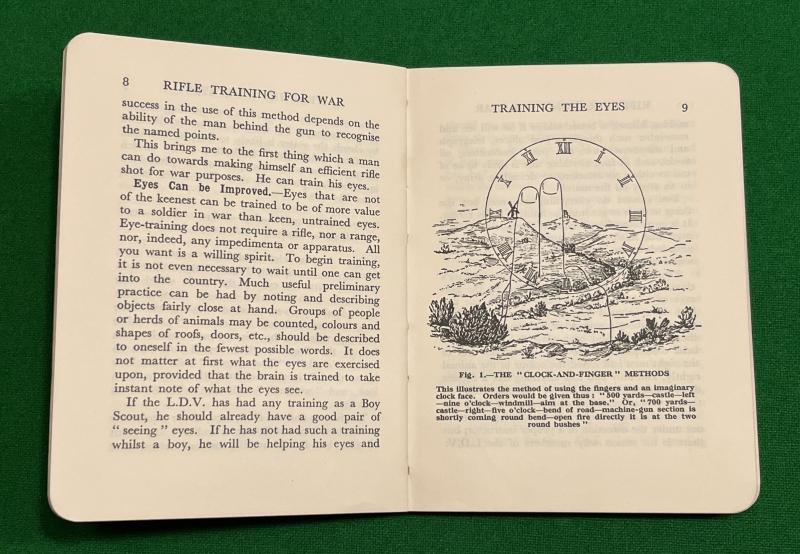 8 RIFLE TRAINING FOR WAR
success in the use of this method depends on the
ability of the man behind the gun to recognise
the named points.
This brings me to the first thing which a man
can do towards making himself an efficient rifle
shot for war purposes. He can train his eyes.
Eyes Can be Improved.—Eyes that are not
of the keenest can be trained to be of more value
to a soldier in war than keen, untrained eyes.
Eye-training does not require a rifle, nor a range,
nor, indeed, any impedimenta or apparatus. All
you want is a willing spirit. To begin training,
it is not even necessary to wait until one can get
into the country. Much useful preliminary
practice can be had by noting and describing
objects fairly close at hand. Groups of people
or herds of animals may be counted, colours and
shapes of roofs, doors, etc., should be described
to oneself in the fewest possible words. It does
not matter at first what the eyes are exercised
upon, provided that the brain is trained to take
instant note of what the eyes see.
If the L.D.V. has had any training as a Boy
Scout, he should already have a good pair of
“ seeing ” eyes. If he has not had such a training
whilst a boy, he will be helping his eyes and
TRAINING THE EYES 9
XII
I
Fig. 1.—THE “CLOCK-AND-FINGER” METHODS
This illustrates the method of using the fingers and an imaginary
clock face. Orders would be given thus : “ 500 yards—castle—left
—nine o'clock—windmill—aim at the base.” Or, “ 700 yards—
castle—right—five o'clock—bend of road—machine-gun section is
shortly coming round bend—open fire directly it is at the two
round bushes ”